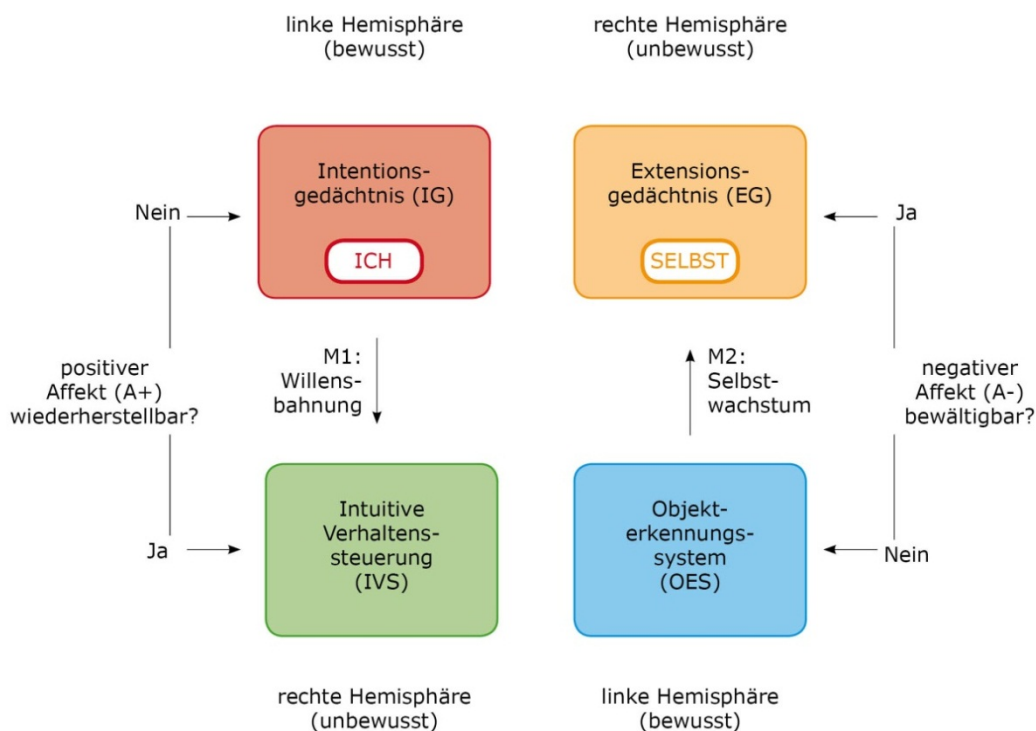 linke Hemisphäre
(bewusst)
rechte Hemisphäre
(unbewusst)
Intentions-
gedächtnis (IG)
ICH
Extensions-
gedächtnis (EG)
SELBST
Nein
Ja
positiver
Affekt (A+)
wiederherstellbar?
M1:
Willens-
bahnung
M2:
Selbst-
wachstum
negativer
Affekt (A-)
bewältigbar?
Ja
Intuitive
Verhaltens-
steuerung
(IVS)
Objekt-
erkennungs-
system
(OES)
Nein
rechte Hemisphäre
(unbewusst)
linke Hemisphäre
(bewusst)